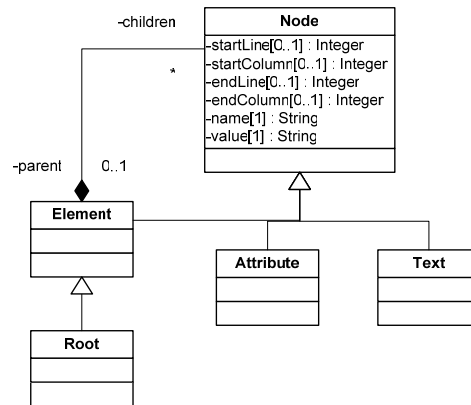 -children
Node
-startLine[0..1] : Integer
-startColumn[0..1] : Integer
*
-endLine[0..1] : Integer
-endColumn[0..1] : Integer
-name[1] : String
-value[1] : String
-parent
0..1
Element
Attribute
Text
Root